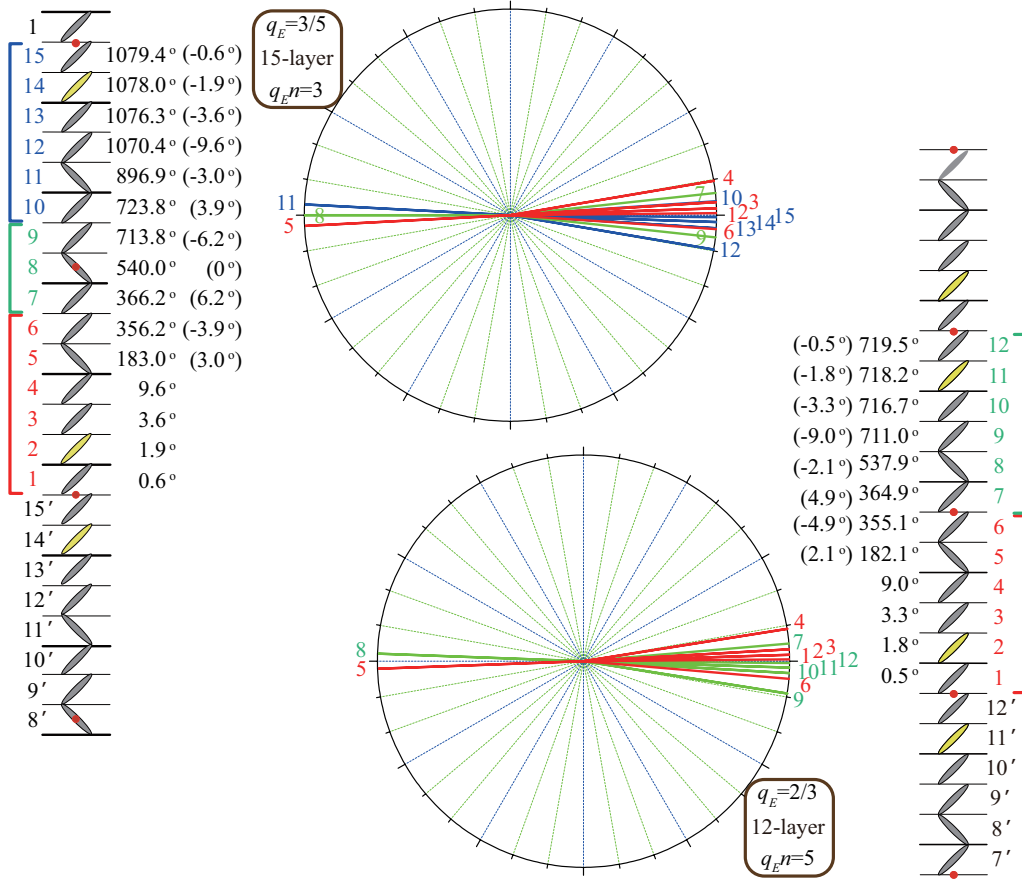 1
15 1079.4° (-0.6°)
14 1078.0° (-1.9°)
13 1076.3° (-3.6°)
12 1070.4° (-9.6°)
11 896.9° (-3.0°)
10 723.8° (3.9°)
9 713.8° (-6.2°)
8 540.0° (0°)
7 366.2° (6.2°)
6 356.2° (-3.9°)
5 183.0° (3.0°)
4 9.6°
3 3.6°
2 1.9°
1 0.6°
15′
14′
13′
12′
11′
10′
9′
8′
qE=3/5
15-layer
qEn=3
4
7
10 3
12 14 15
6 13
9 12
11
8
5
4
7
12 3
10 11 12
6
9
8
5
qE=2/3
12-layer
qEn=5
(-0.5°) 719.5° 12
(-1.8°) 718.2° 11
(-3.3°) 716.7° 10
(-9.0°) 711.0° 9
(-2.1°) 537.9° 8
(4.9°) 364.9° 7
(-4.9°) 355.1° 6
(2.1°) 182.1° 5
9.0° 4
3.3° 3
1.8° 2
0.5° 1
12′
11′
10′
9′
8′
7′